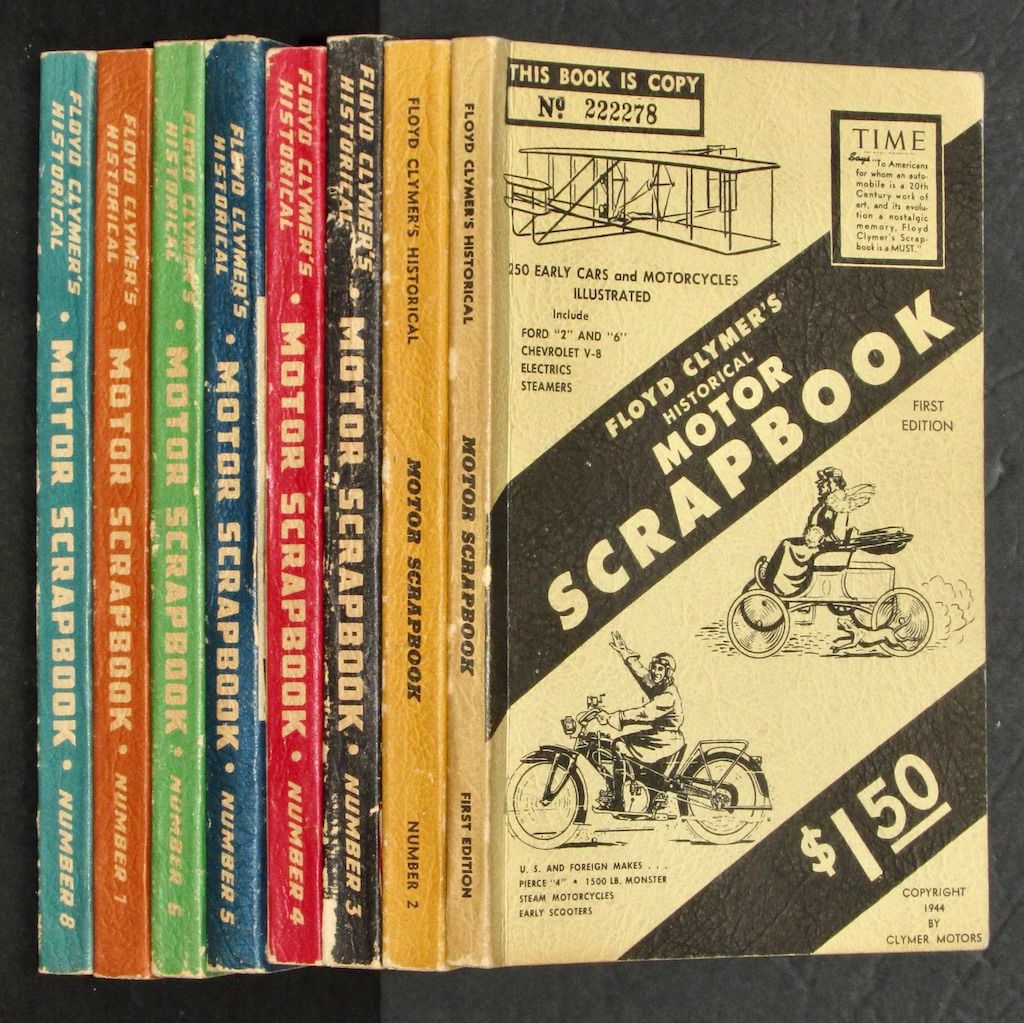 FLOYD CLYMER'S
HISTORICAL
• MOTOR SCRAPBOOK •
NUMBER 8
FLOYD CLYMER'S
HISTORICAL
• MOTOR SCRAPBOOK •
NUMBER 7
FLOYD CLYMER'S
HISTORICAL
• MOTOR SCRAPBOOK •
NUMBER 6
FLOYD CLYMER'S
HISTORICAL
• MOTOR SCRAPBOOK •
NUMBER 5
FLOYD CLYMER'S
HISTORICAL
• MOTOR SCRAPBOOK •
NUMBER 4
FLOYD CLYMER'S
HISTORICAL
• MOTOR SCRAPBOOK •
NUMBER 3
FLOYD CLYMER'S HISTORICAL
MOTOR SCRAPBOOK
NUMBER 2
FLOYD CLYMER'S HISTORICAL
MOTOR SCRAPBOOK
FIRST EDITION
THIS BOOK IS COPY
Nº 222278
TIME
Says "To Americans
for whom an auto-
mobile is a 20th
Century work of
art, and its evolu-
tion a nostalgic
memory, Floyd
Clymer's Scrap-
book is a MUST."
250 EARLY CARS and MOTORCYCLES
ILLUSTRATED
Include
FORD "2" AND "6"
CHEVROLET V-8
ELECTRICS
STEAMERS
FLOYD CLYMER'S
HISTORICAL
MOTOR
SCRAPBOOK
FIRST
EDITION
U. S. AND FOREIGN MAKES . . .
PIERCE "4" • 1500 LB. MONSTER
STEAM MOTORCYCLES
EARLY SCOOTERS
$1.50
COPYRIGHT
1944
BY
CLYMER MOTORS